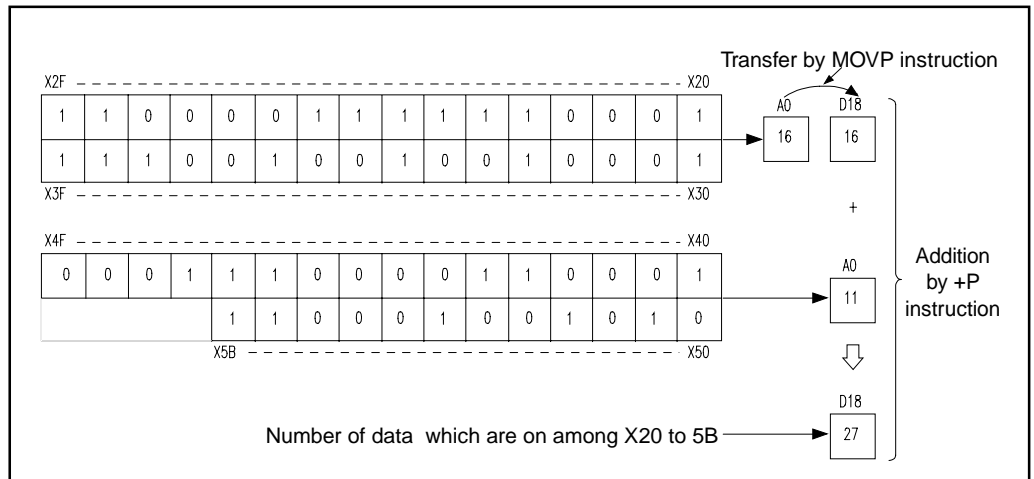 Transfer by MOVP instruction
X2F X20
A0 D18
1 1 0 0 0 0 1 1 1 1 1 1 0 0 0 1
16 16
1 1 1 0 0 1 0 0 1 0 0 1 0 0 0 1
X3F X30
+
X4F X40
0 0 0 1 1 1 0 0 0 0 1 1 0 0 0 1
A0
11
Addition
by +P
instruction
1 1 0 0 0 1 0 0 1 0 1 0
X5B X50
D18
Number of data which are on among X20 to 5B
27